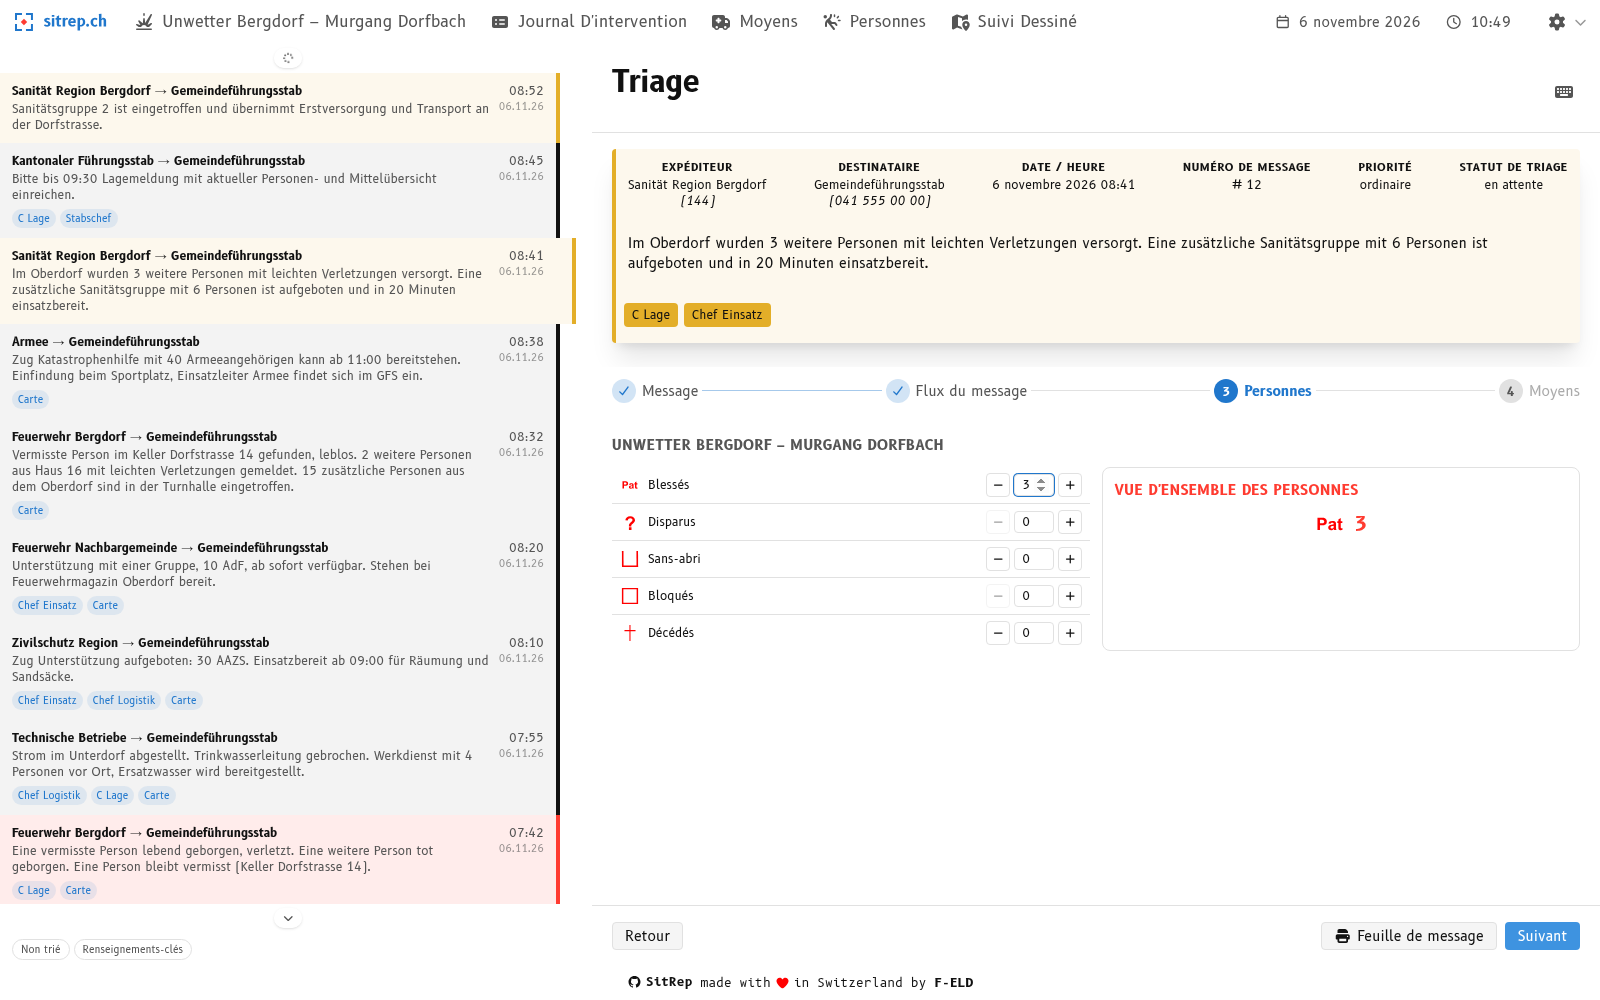 sitrep.ch
Unwetter Bergdorf – Murgang Dorfbach
Journal D'intervention
Moyens
Personnes
Suivi Dessiné
6 novembre 2026
10:49
Sanität Region Bergdorf → Gemeindeführungsstab 08:52
Sanitätsgruppe 2 ist eingetroffen und übernimmt Erstversorgung und Transport an 06.11.26
der Dorfstrasse.
Kantonaler Führungsstab → Gemeindeführungsstab 08:45
Bitte bis 09:30 Lagemeldung mit aktueller Personen- und Mittelübersicht 06.11.26
einreichen.
C Lage Stabschef
Sanität Region Bergdorf → Gemeindeführungsstab 08:41
Im Oberdorf wurden 3 weitere Personen mit leichten Verletzungen versorgt. Eine 06.11.26
zusätzliche Sanitätsgruppe mit 6 Personen ist aufgeboten und in 20 Minuten
einsatzbereit.
Armee → Gemeindeführungsstab 08:38
Zug Katastrophenhilfe mit 40 Armeeangehörigen kann ab 11:00 bereitstehen. 06.11.26
Einfindung beim Sportplatz, Einsatzleiter Armee findet sich im GFS ein.
Carte
Feuerwehr Bergdorf → Gemeindeführungsstab 08:32
Vermisste Person im Keller Dorfstrasse 14 gefunden, leblos. 2 weitere Personen 06.11.26
aus Haus 16 mit leichten Verletzungen gemeldet. 15 zusätzliche Personen aus
dem Oberdorf sind in der Turnhalle eingetroffen.
Carte
Feuerwehr Nachbargemeinde → Gemeindeführungsstab 08:20
Unterstützung mit einer Gruppe, 10 AdF, ab sofort verfügbar. Stehen bei 06.11.26
Feuerwehrmagazin Oberdorf bereit.
Chef Einsatz Carte
Zivilschutz Region → Gemeindeführungsstab 08:10
Zug Unterstützung aufgeboten: 30 AAZS. Einsatzbereit ab 09:00 für Räumung und 06.11.26
Sandsäcke.
Chef Einsatz Chef Logistik Carte
Technische Betriebe → Gemeindeführungsstab 07:55
Strom im Unterdorf abgestellt. Trinkwasserleitung gebrochen. Werkdienst mit 4 06.11.26
Personen vor Ort, Ersatzwasser wird bereitgestellt.
Chef Logistik C Lage Carte
Feuerwehr Bergdorf → Gemeindeführungsstab 07:42
Eine vermisste Person lebend geborgen, verletzt. Eine weitere Person tot 06.11.26
geborgen. Eine Person bleibt vermisst (Keller Dorfstrasse 14).
C Lage Carte
Non trié Renseignements-clés
Triage
EXPÉDITEUR DESTINATAIRE DATE / HEURE NUMÉRO DE MESSAGE PRIORITÉ STATUT DE TRIAGE
Sanität Region Bergdorf Gemeindeführungsstab 6 novembre 2026 08:41 # 12 ordinaire en attente
(144) (041 555 00 00)
Im Oberdorf wurden 3 weitere Personen mit leichten Verletzungen versorgt. Eine zusätzliche Sanitätsgruppe mit 6 Personen ist
aufgeboten und in 20 Minuten einsatzbereit.
C Lage Chef Einsatz
Message Flux du message 3 Personnes 4 Moyens
UNWETTER BERGDORF – MURGANG DORFBACH
Pat Blessés − 3 +
? Disparus − 0 +
Sans-abri − 0 +
Bloqués − 0 +
Décédés − 0 +
VUE D'ENSEMBLE DES PERSONNES
Pat 3
Retour Feuille de message Suivant
SitRep made with in Switzerland by F-ELD